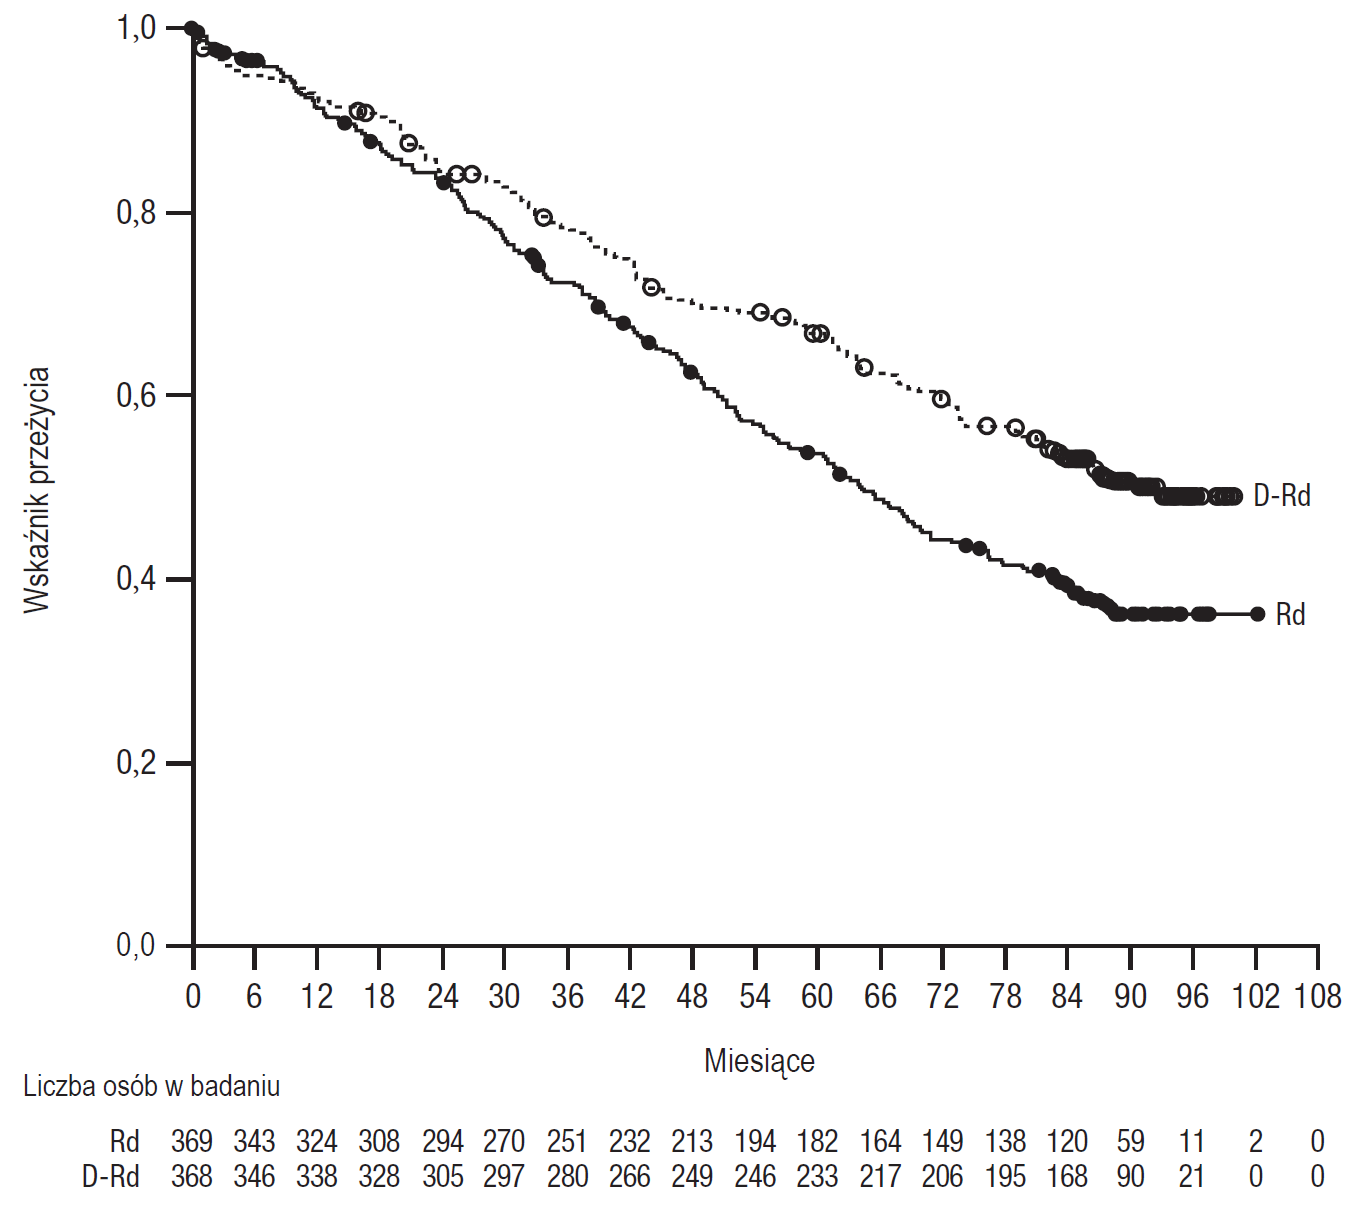 1,0
0,8
0,6
0,4
0,2
0,0
Wskaźnik przeżycia
D-Rd
Rd
0 6 12 18 24 30 36 42 48 54 60 66 72 78 84 90 96 102 108
Miesiące
Liczba osób w badaniu
Rd 369 343 324 308 294 270 251 232 213 194 182 164 149 138 120 59 11 2 0
D-Rd 368 346 338 328 305 297 280 266 249 246 233 217 206 195 168 90 21 0 0